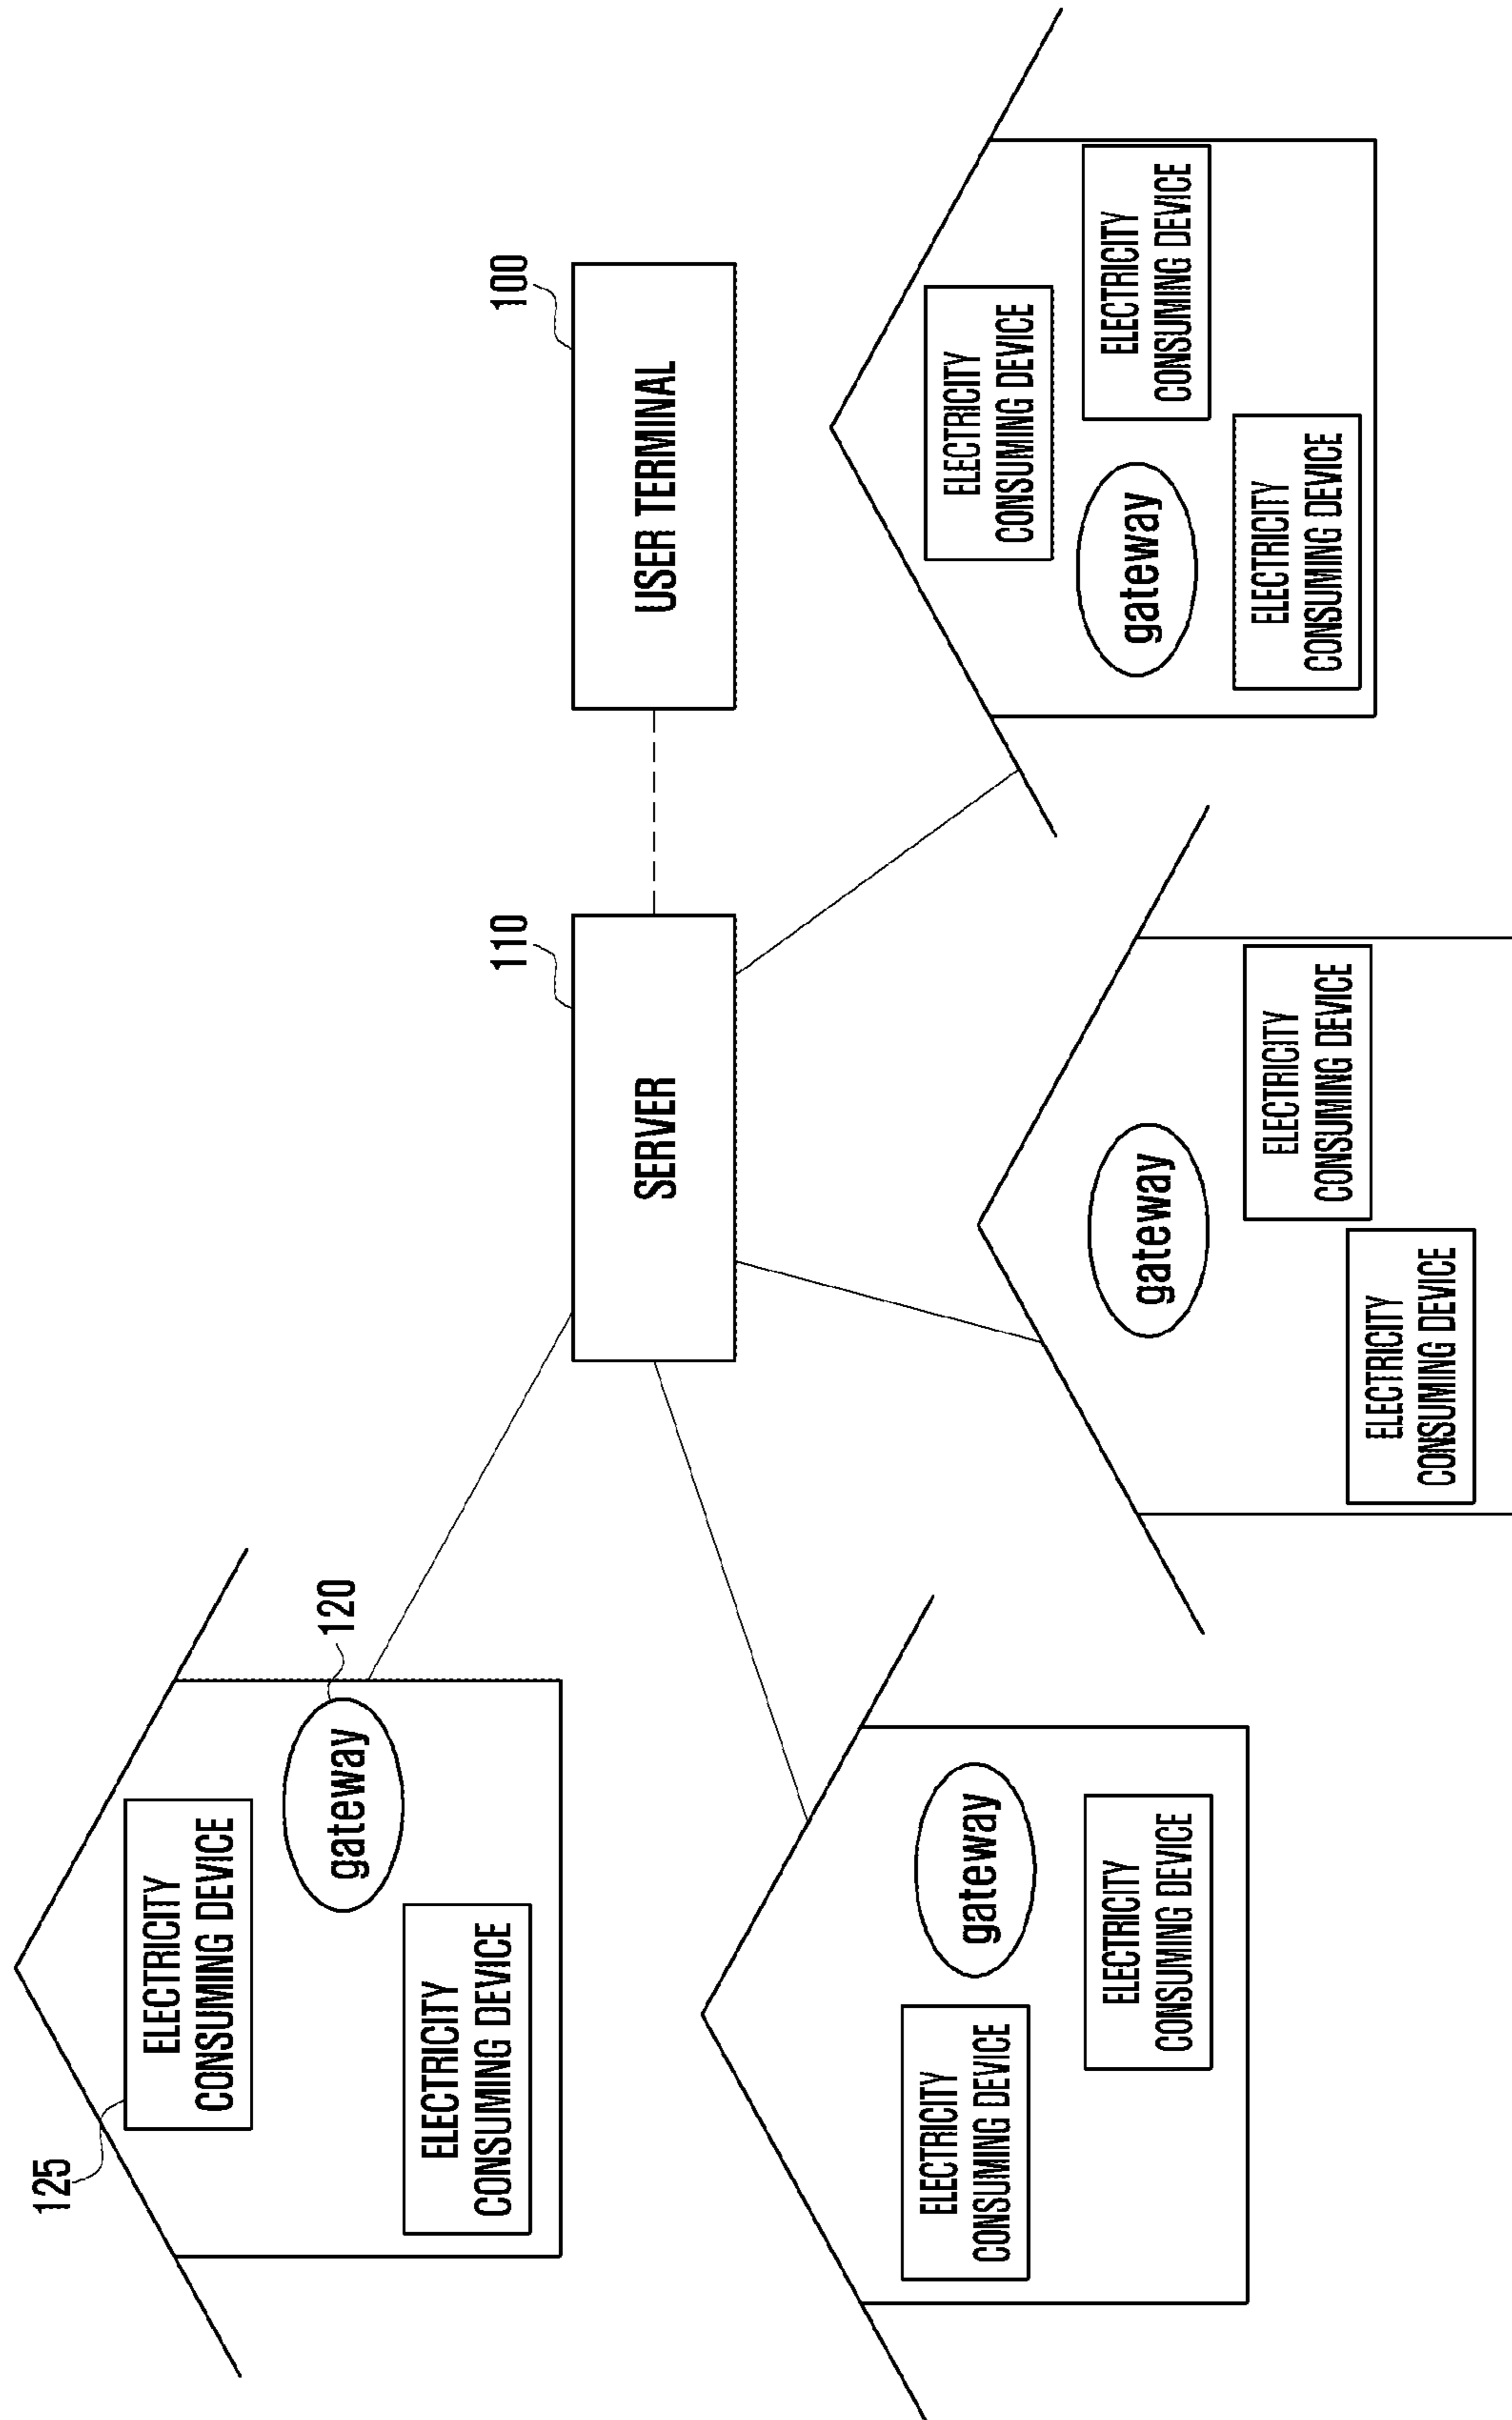 125
ELECTRICITY
CONSUMING DEVICE
120
gateway
ELECTRICITY
CONSUMING DEVICE
110
SERVER
100
USER TERMINAL
ELECTRICITY
CONSUMING DEVICE
gateway
ELECTRICITY
CONSUMING DEVICE
gateway
ELECTRICITY
CONSUMING DEVICE
ELECTRICITY
CONSUMING DEVICE
ELECTRICITY
CONSUMING DEVICE
gateway
ELECTRICITY
CONSUMING DEVICE
ELECTRICITY
CONSUMING DEVICE